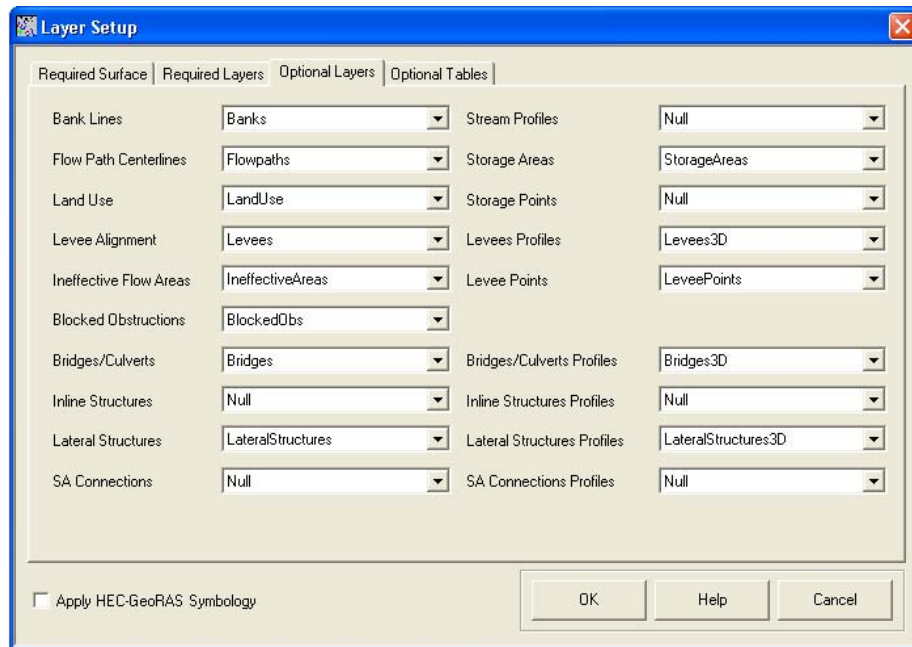 Layer Setup
Required Surface Required Layers Optional Layers Optional Tables
Bank Lines Banks Stream Profiles Null
Flow Path Centerlines Flowpaths Storage Areas StorageAreas
Land Use LandUse Storage Points Null
Levee Alignment Levees Levees Profiles Levees3D
Ineffective Flow Areas IneffectiveAreas Levee Points LeveePoints
Blocked Obstructions BlockedObs
Bridges/Culverts Bridges Bridges/Culverts Profiles Bridges3D
Inline Structures Null Inline Structures Profiles Null
Lateral Structures LateralStructures Lateral Structures Profiles LateralStructures3D
SA Connections Null SA Connections Profiles Null
Apply HEC-GeoRAS Symbology OK Help Cancel